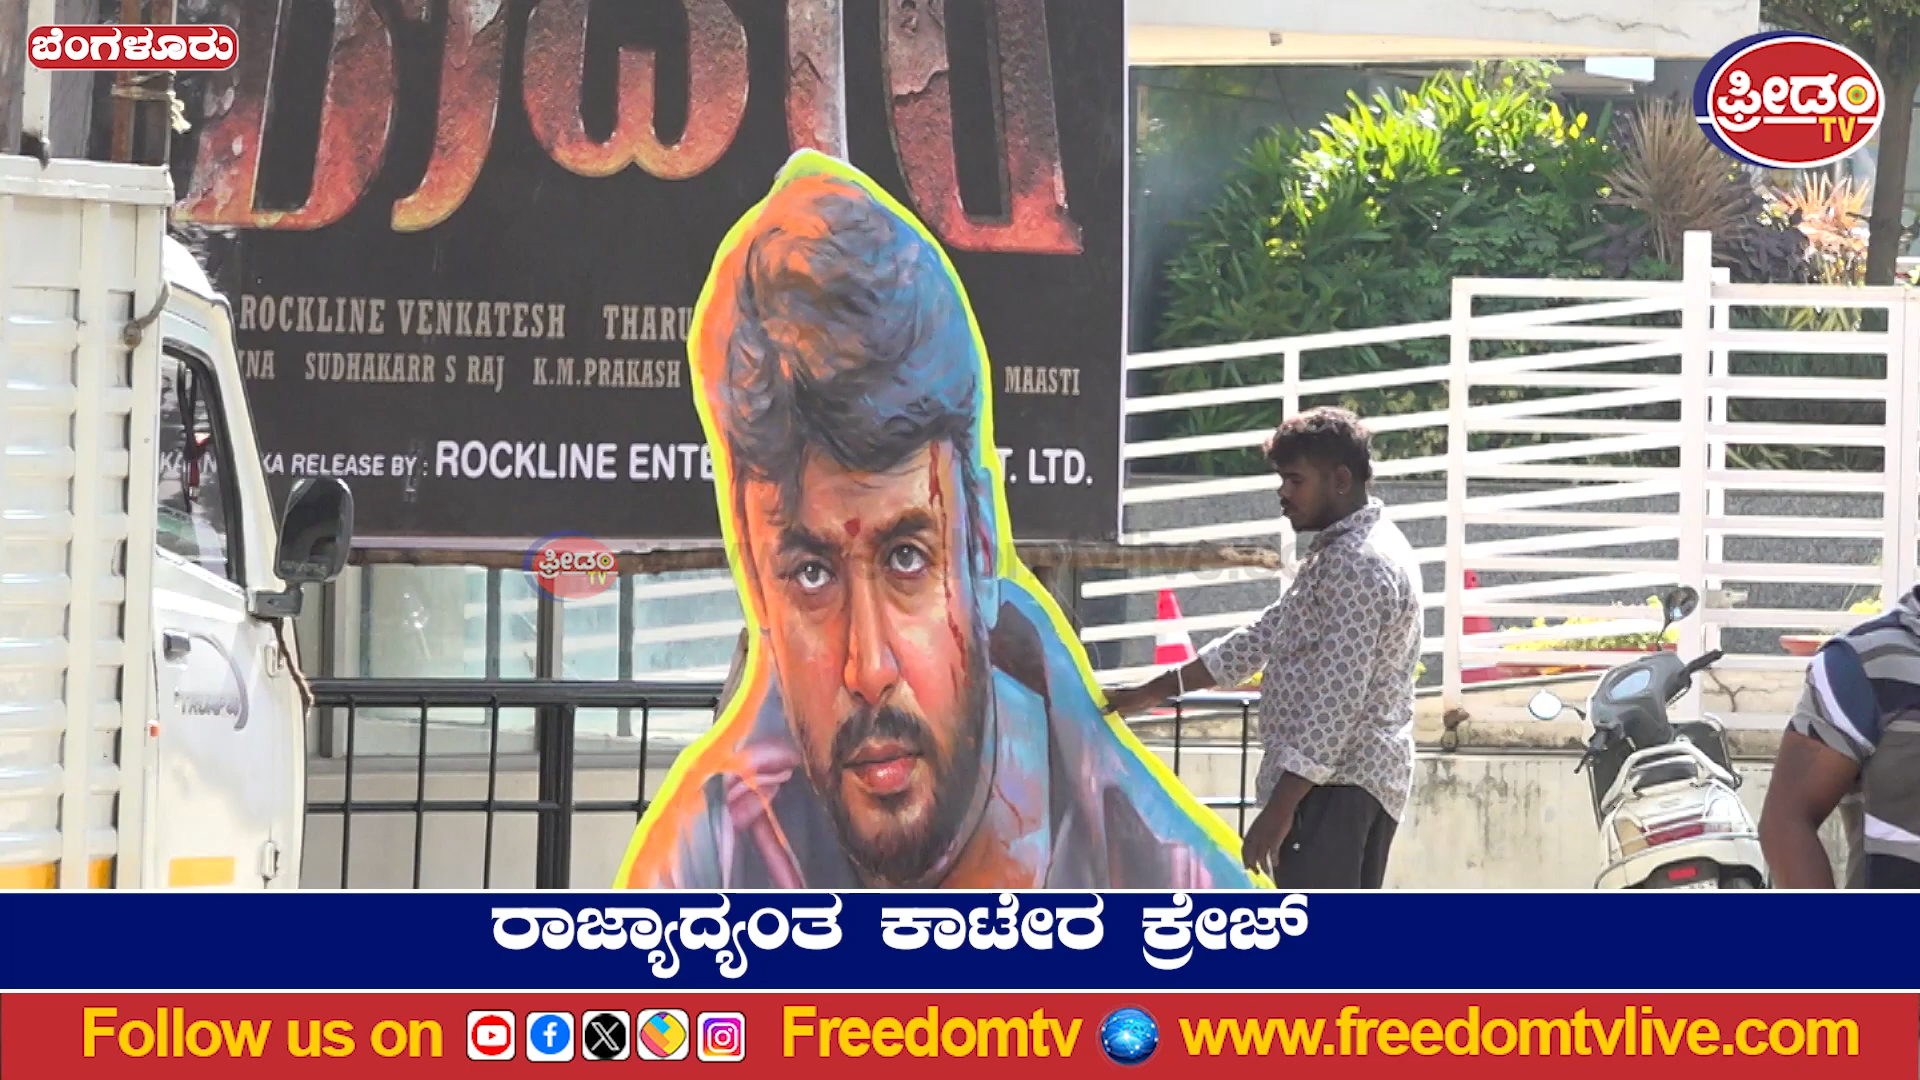 ಬೆಂಗಳೂರು
ಫ್ರೀಡಂ
TV
ROCKLINE VENKATESH THARU
NA SUDHAKARR S RAJ K.M.PRAKASH MAASTI
KA RELEASE BY : ROCKLINE ENTE T. LTD.
ಫ್ರೀಡಂ
TV
ರಾಜ್ಯಾದ್ಯಂತ ಕಾಟೇರ ಕ್ರೇಜ್
Follow us on Freedomtv www.freedomtvlive.com